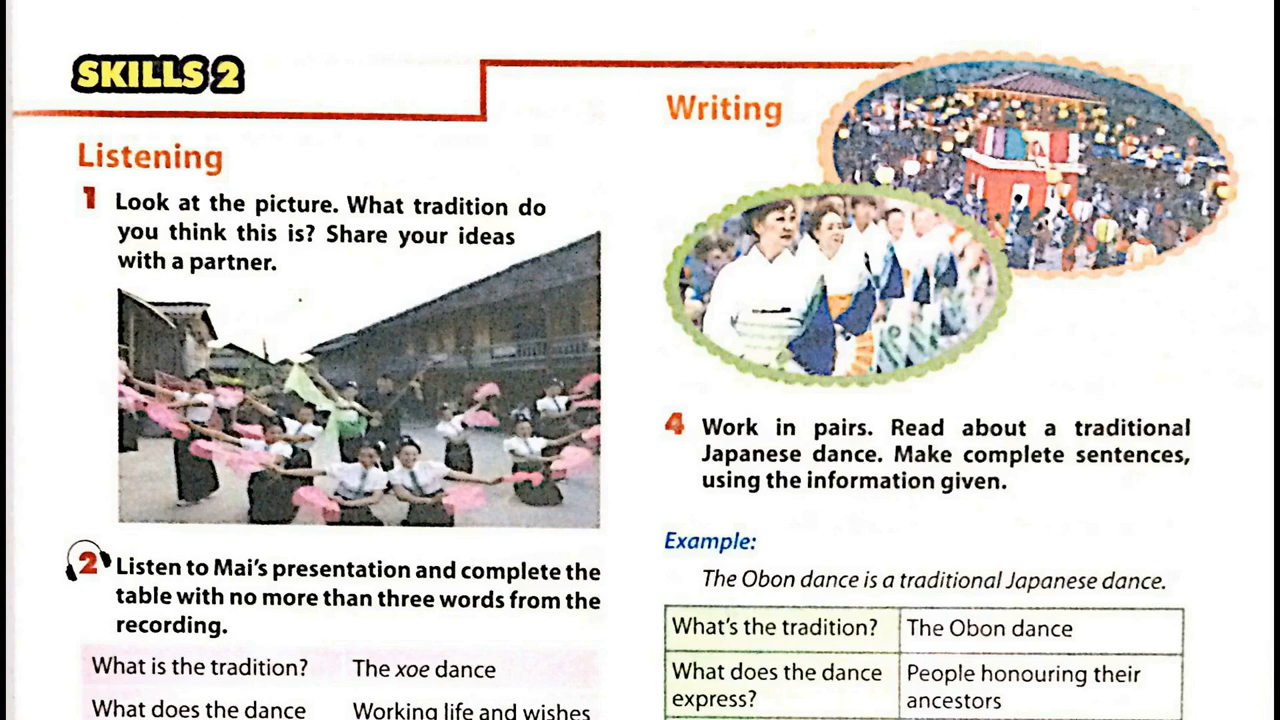 SKILLS 2
Listening
1 Look at the picture. What tradition do
you think this is? Share your ideas
with a partner.
2 Listen to Mai's presentation and complete the
table with no more than three words from the
recording.
What is the tradition? The xoe dance
What does the dance Working life and wishes
Writing
4 Work in pairs. Read about a traditional
Japanese dance. Make complete sentences,
using the information given.
Example:
The Obon dance is a traditional Japanese dance.
What's the tradition? The Obon dance
What does the dance People honouring their
express? ancestors